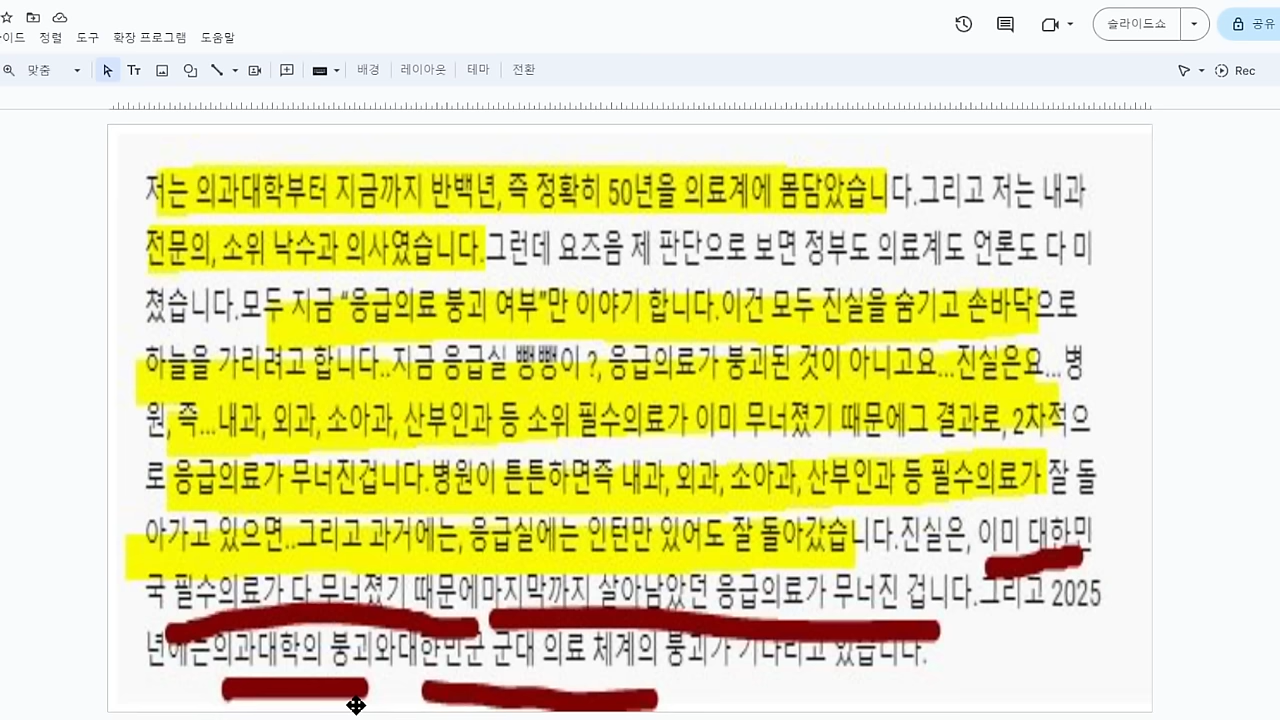 이드 정렬 도구 확장 프로그램 도움말
슬라이드쇼
공유
맞춤
배경 레이아웃 테마 전환
Rec
저는 의과대학부터 지금까지 반백년, 즉 정확히 50년을 의료계에 몸담았습니다.그리고 저는 내과
전문의, 소위 낙수과 의사였습니다.그런데 요즈음 제 판단으로 보면 정부도 의료계도 언론도 다 미
쳤습니다.모두 지금 “응급의료 붕괴 여부”만 이야기 합니다.이건 모두 진실을 숨기고 손바닥으로
하늘을 가리려고 합니다..지금 응급실 뺑뺑이 ?, 응급의료가 붕괴된 것이 아니고요...진실은요...병
원, 즉...내과, 외과, 소아과, 산부인과 등 소위 필수의료가 이미 무너졌기 때문에그 결과로, 2차적으
로 응급의료가 무너진겁니다.병원이 튼튼하면즉 내과, 외과, 소아과, 산부인과 등 필수의료가 잘 돌
아가고 있으면..그리고 과거에는, 응급실에는 인턴만 있어도 잘 돌아갔습니다.진실은, 이미 대한민
국 필수의료가 다 무너졌기 때문에마지막까지 살아남았던 응급의료가 무너진 겁니다.그리고 2025
년에는의과대학의 붕괴와대한민군 군대 의료 체계의 붕괴가 기다리고 있습니다.